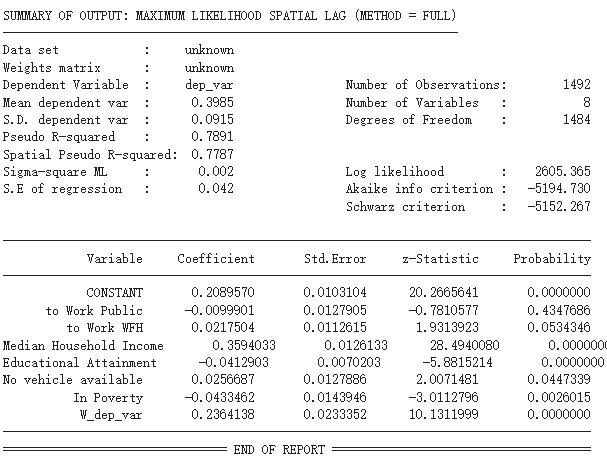 SUMMARY OF OUTPUT: MAXIMUM LIKELIHOOD SPATIAL LAG (METHOD = FULL)
Data set : unknown
Weights matrix : unknown
Dependent Variable : dep_var Number of Observations: 1492
Mean dependent var : 0.3985 Number of Variables : 8
S.D. dependent var : 0.0915 Degrees of Freedom : 1484
Pseudo R-squared : 0.7891
Spatial Pseudo R-squared: 0.7787
Sigma-square ML : 0.002 Log likelihood : 2605.365
S.E of regression : 0.042 Akaike info criterion : -5194.730
Schwarz criterion : -5152.267
Variable Coefficient Std.Error z-Statistic Probability
CONSTANT 0.2089570 0.0103104 20.2665641 0.0000000
to Work Public -0.0099901 0.0127905 -0.7810577 0.4347686
to Work WFH 0.0217504 0.0112615 1.9313923 0.0534346
Median Household Income 0.3594033 0.0126133 28.4940080 0.0000000
Educational Attainment -0.0412903 0.0070203 -5.8815214 0.0000000
No vehicle available 0.0256687 0.0127886 2.0071481 0.0447339
In Poverty -0.0433462 0.0143946 -3.0112796 0.0026015
W_dep_var 0.2364138 0.0233352 10.1311999 0.0000000
END OF REPORT